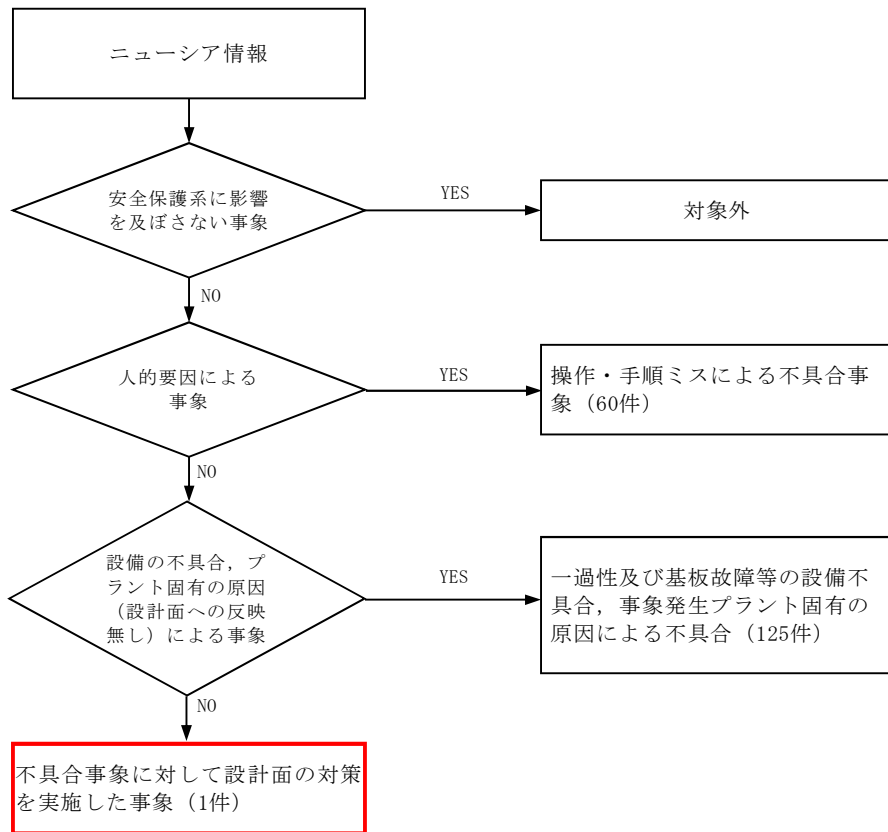 ニューシア情報
安全保護系に影響
を及ぼさない事象
YES
対象外
NO
人的要因による
事象
YES
操作・手順ミスによる不具合事
象（60件）
NO
設備の不具合，プ
ラント固有の原因
（設計面への反映
無し）による事象
YES
一過性及び基板故障等の設備不
具合，事象発生プラント固有の
原因による不具合（125件）
NO
不具合事象に対して設計面の対策
を実施した事象（1件）